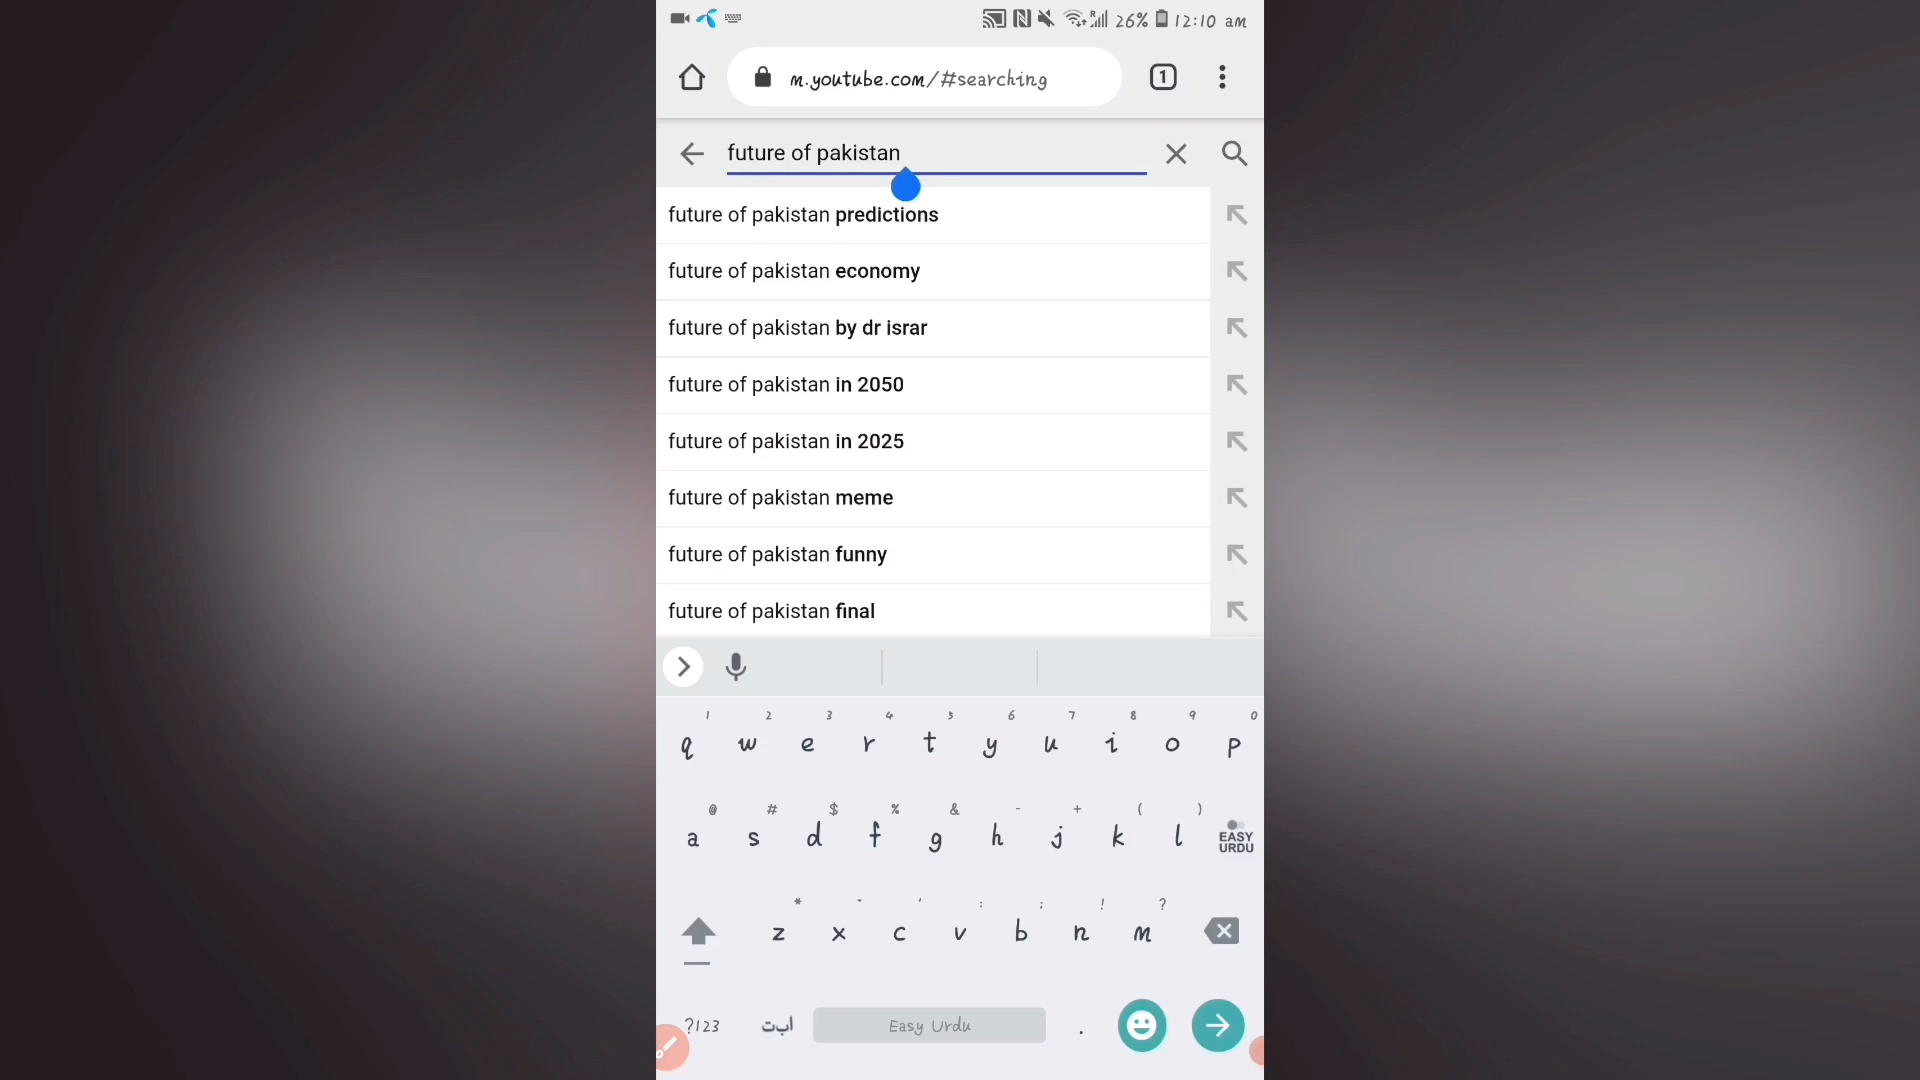 26% 12:10 am
m.youtube.com/#searching
1
future of pakistan
future of pakistan predictions
future of pakistan economy
future of pakistan by dr israr
future of pakistan in 2050
future of pakistan in 2025
future of pakistan meme
future of pakistan funny
future of pakistan final
1 2 3 4 5 6 7 8 9 0
q w e r t y u i o p
@ # $ % & - + ( )
a s d f g h j k l EASY URDU
* " ' : ; ! ?
z x c v b n m
?123 ابت Easy Urdu .